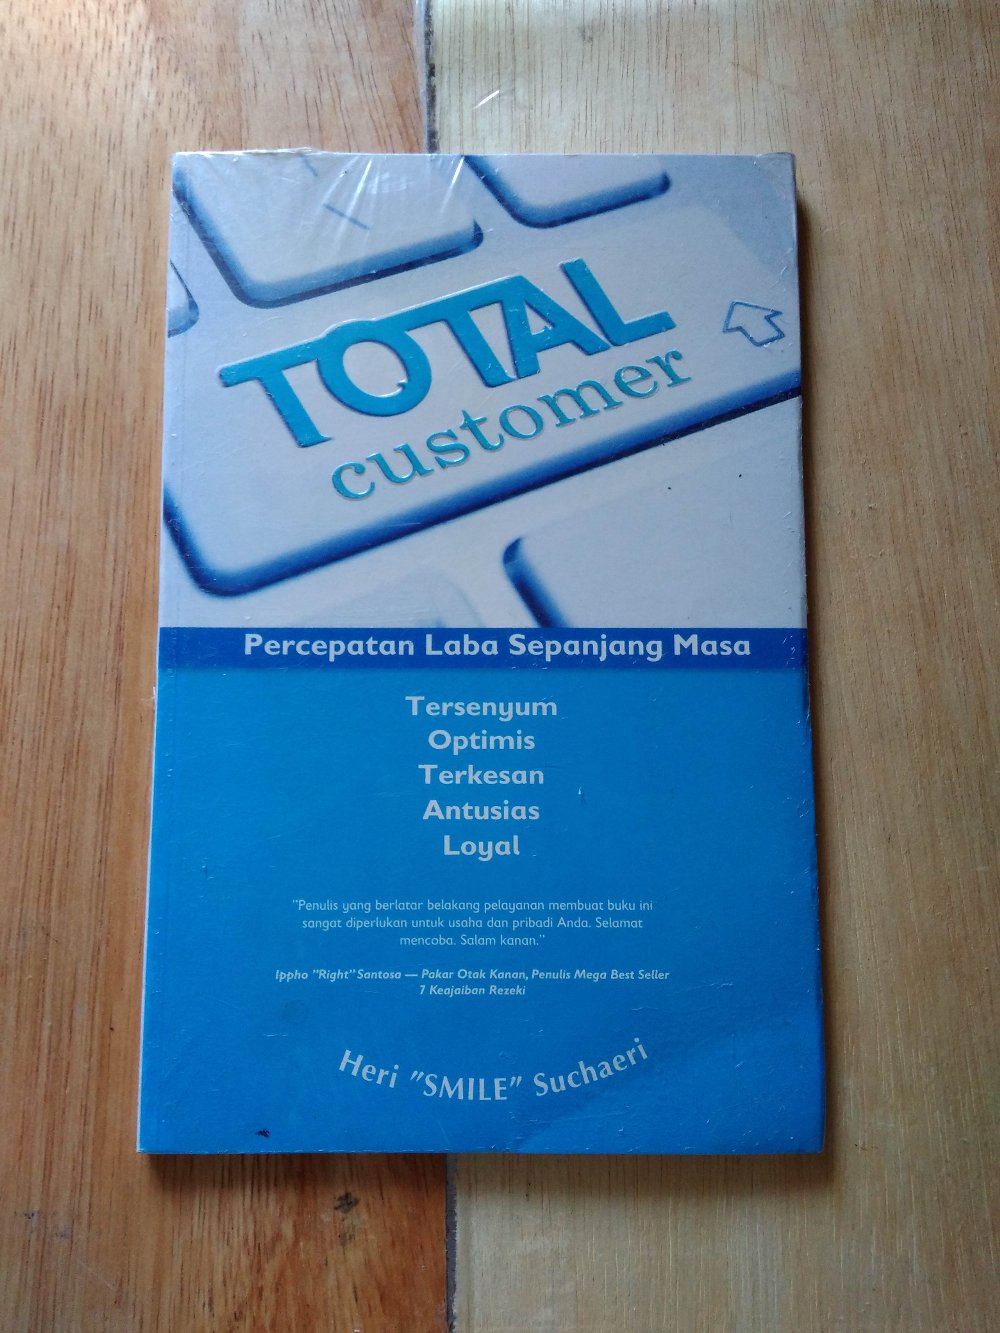 TOTAL
customer
Percepatan Laba Sepanjang Masa
Tersenyum
Optimis
Terkesan
Antusias
Loyal
"Penulis yang berlatar belakang pelayanan membuat buku ini
sangat diperlukan untuk usaha dan pribadi Anda. Selamat
mencoba. Salam kanan."
Ippho "Right" Santosa — Pakar Otak Kanan, Penulis Mega Best Seller
7 Keajaiban Rezeki
Heri "SMILE" Suchaeri